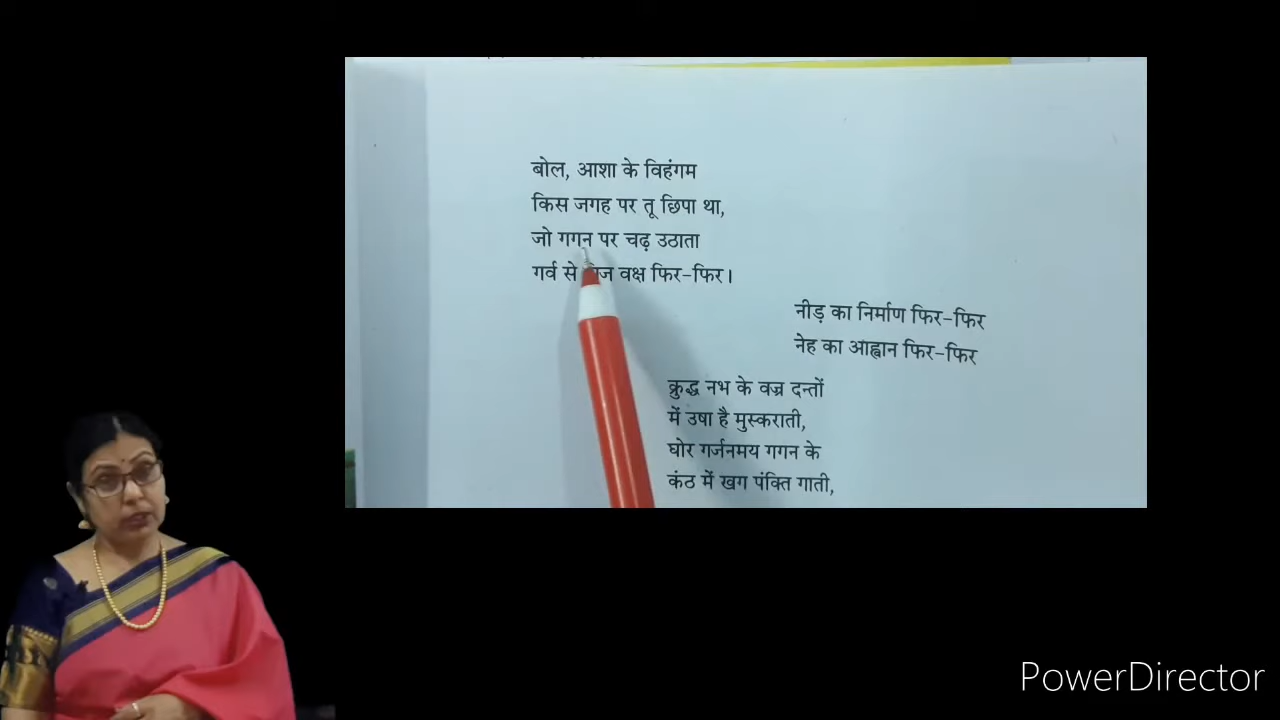 बोल, आशा के विहंगम
किस जगह पर तू छिपा था,
जो गगन पर चढ़ उठाता
गर्व से वक्ष फिर-फिर।
नीड़ का निर्माण फिर-फिर
नेह का आह्वान फिर-फिर
क्रुद्ध नभ के वज्र दन्तों
में उषा है मुस्कराती,
घोर गर्जनमय गगन के
कंठ में खग पंक्ति गाती,
PowerDirector